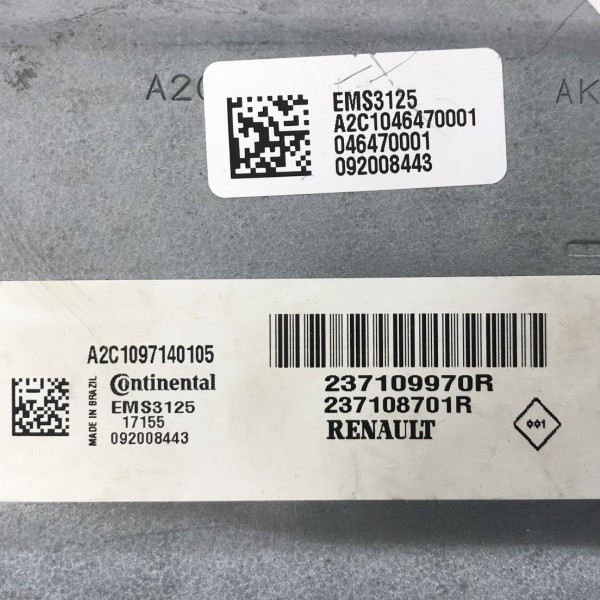 A2C
AK
EMS3125
A2C1046470001
046470001
092008443
A2C1097140105
MADE IN BRAZIL
Continental
EMS3125
17155
092008443
237109970R
237108701R
RENAULT
001